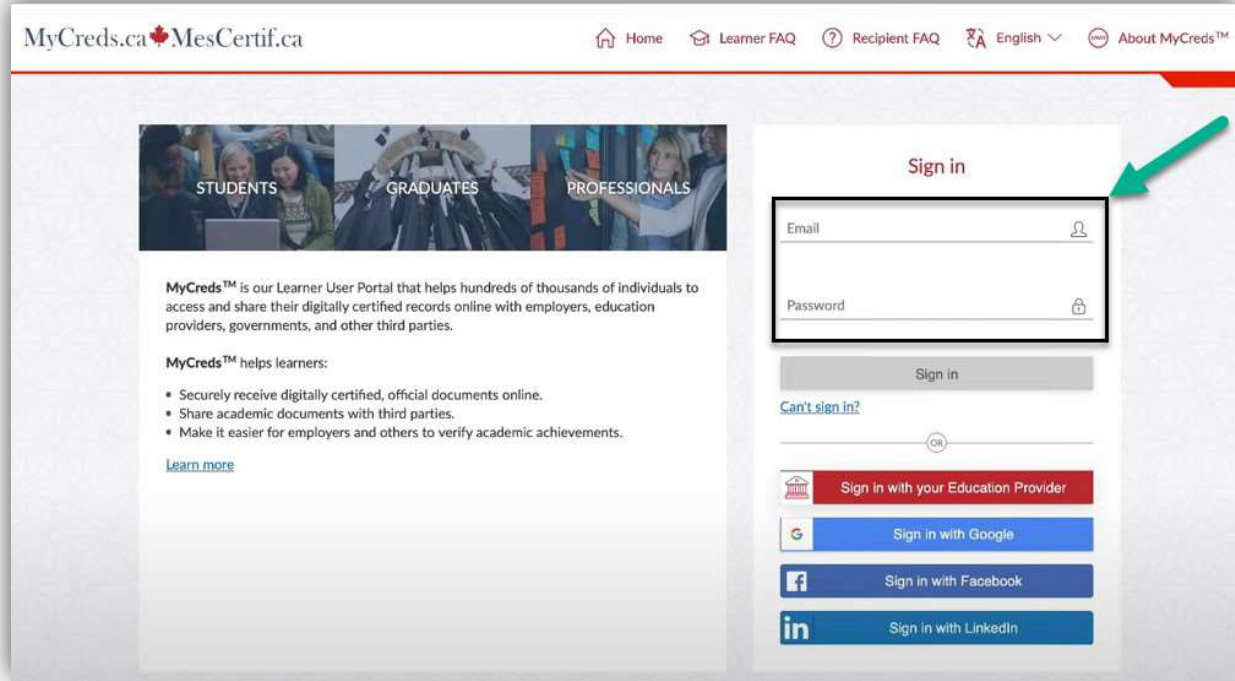 MyCreds.ca MesCertif.ca
Home Learner FAQ ? Recipient FAQ English About MyCreds™
STUDENTS GRADUATES PROFESSIONALS
MyCreds™ is our Learner User Portal that helps hundreds of thousands of individuals to
access and share their digitally certified records online with employers, education
providers, governments, and other third parties.
MyCreds™ helps learners:
• Securely receive digitally certified, official documents online.
• Share academic documents with third parties.
• Make it easier for employers and others to verify academic achievements.
Learn more
Sign in
Email
Password
Sign in
Can't sign in?
OR
Sign in with your Education Provider
G Sign in with Google
f Sign in with Facebook
in Sign in with LinkedIn